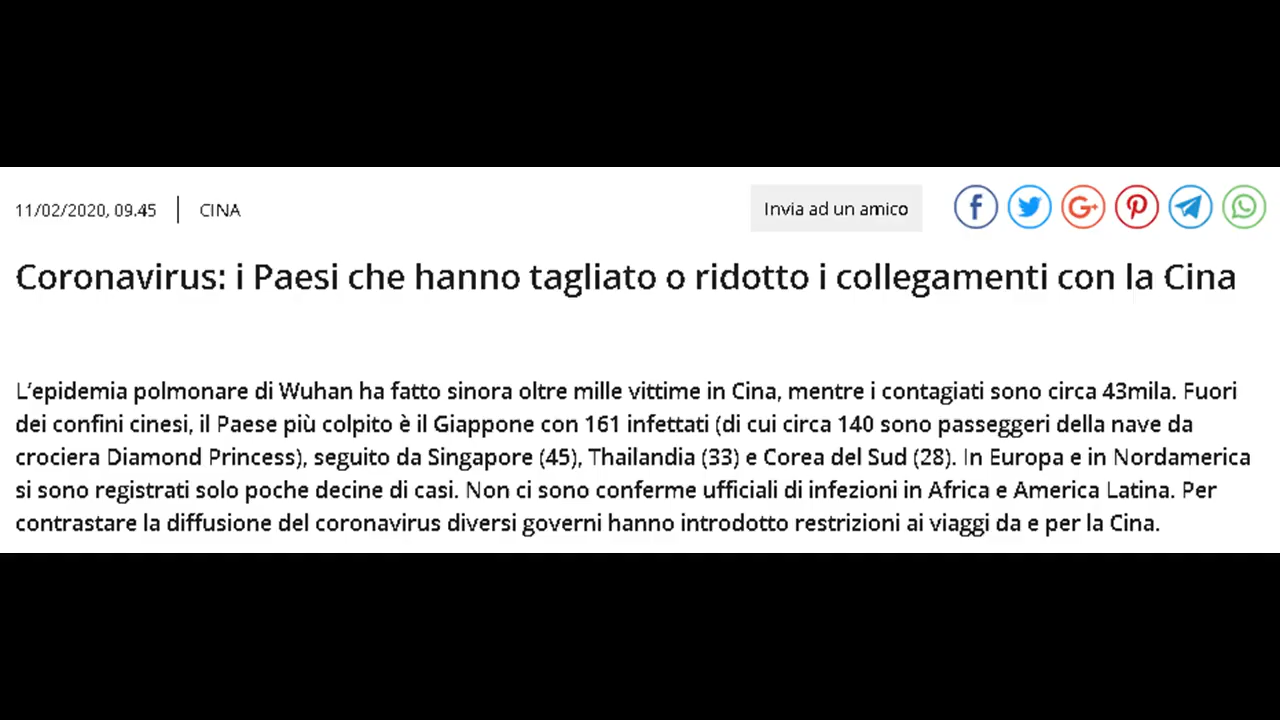 11/02/2020, 09.45 | CINA
Invia ad un amico
Coronavirus: i Paesi che hanno tagliato o ridotto i collegamenti con la Cina
L’epidemia polmonare di Wuhan ha fatto sinora oltre mille vittime in Cina, mentre i contagiati sono circa 43mila. Fuori
dei confini cinesi, il Paese più colpito è il Giappone con 161 infettati (di cui circa 140 sono passeggeri della nave da
crociera Diamond Princess), seguito da Singapore (45), Thailandia (33) e Corea del Sud (28). In Europa e in Nordamerica
si sono registrati solo poche decine di casi. Non ci sono conferme ufficiali di infezioni in Africa e America Latina. Per
contrastare la diffusione del coronavirus diversi governi hanno introdotto restrizioni ai viaggi da e per la Cina.